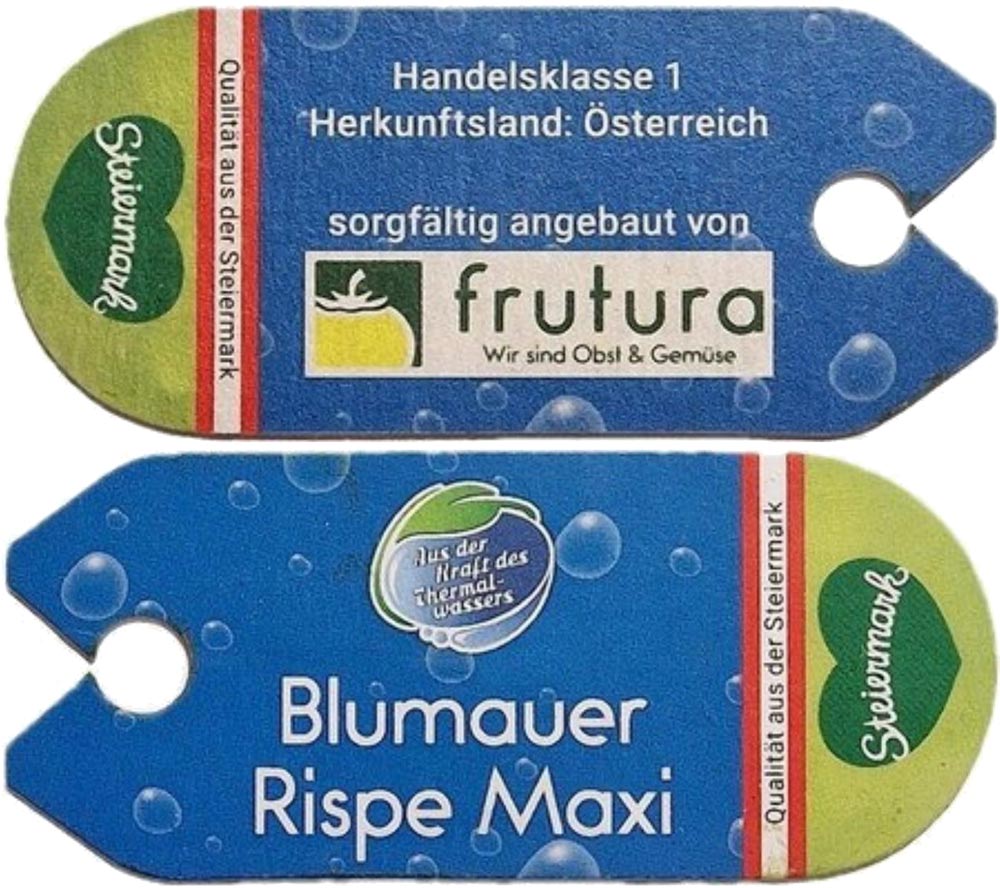 Steiermark
Qualität aus der Steiermark
Handelsklasse 1
Herkunftsland: Österreich
sorgfältig angebaut von
frutura
Wir sind Obst & Gemüse
Aus der
Kraft des
Thermal-
wassers
Blumauer
Rispe Maxi
Qualität aus der Steiermark
Steiermark